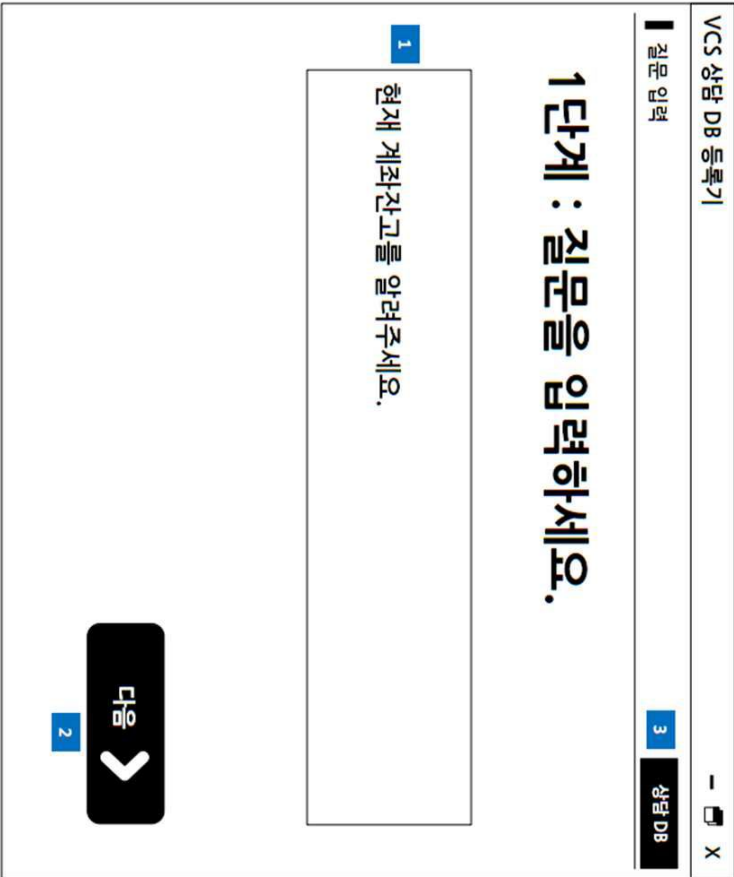 VCS 상담 DB 등록기
X
질문 입력
3
상담 DB
1단계 : 질문을 입력하세요.
1
현재 계좌잔고를 알려주세요.
다음
2